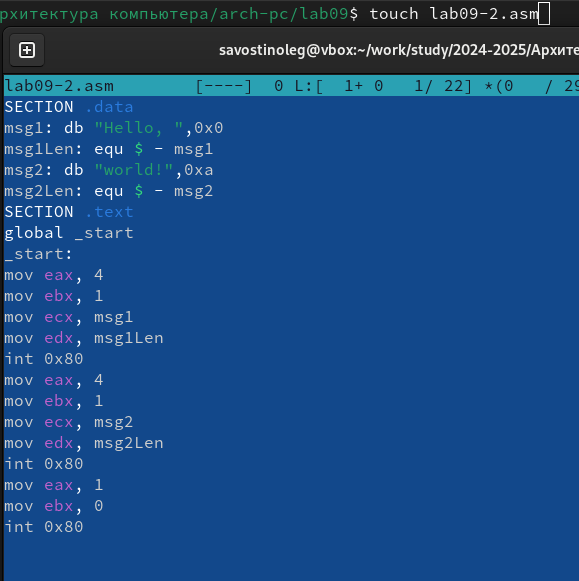 рхитектура компьютера/arch-pc/lab09$ touch lab09-2.asm
savostinoleg@vbox:~/work/study/2024-2025/Архите
lab09-2.asm [----] 0 L:[ 1+ 0 1/ 22] *(0 / 29
SECTION .data
msg1: db "Hello, ",0x0
msg1Len: equ $ - msg1
msg2: db "world!",0xa
msg2Len: equ $ - msg2
SECTION .text
global _start
_start:
mov eax, 4
mov ebx, 1
mov ecx, msg1
mov edx, msg1Len
int 0x80
mov eax, 4
mov ebx, 1
mov ecx, msg2
mov edx, msg2Len
int 0x80
mov eax, 1
mov ebx, 0
int 0x80